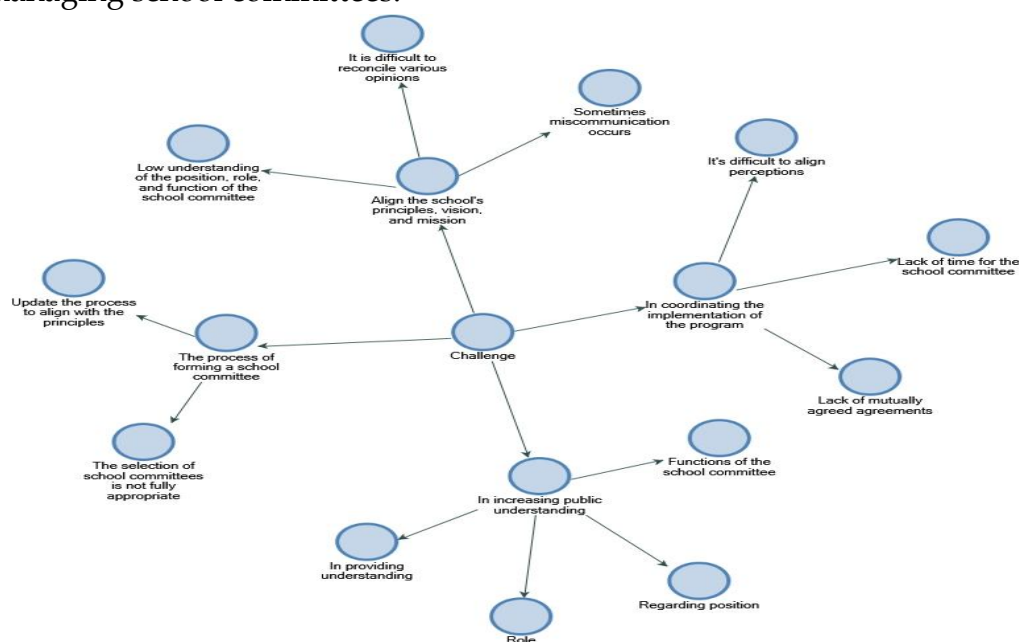 managing school committees.
It is difficult to
reconcile various
opinions
Sometimes
miscommunication
occurs
It's difficult to align
perceptions
Low understanding
of the position, role,
and function of the
school committee
Align the school's
principles, vision,
and mission
Lack of time for the
school committee
Update the process
to align with the
principles
In coordinating the
implementation of
the program
The process of
forming a school
committee
Challenge
Lack of mutually
agreed agreements
The selection of
school committees
is not fully
appropriate
Functions of the
school committee
In increasing public
understanding
In providing
understanding
Regarding position
Role